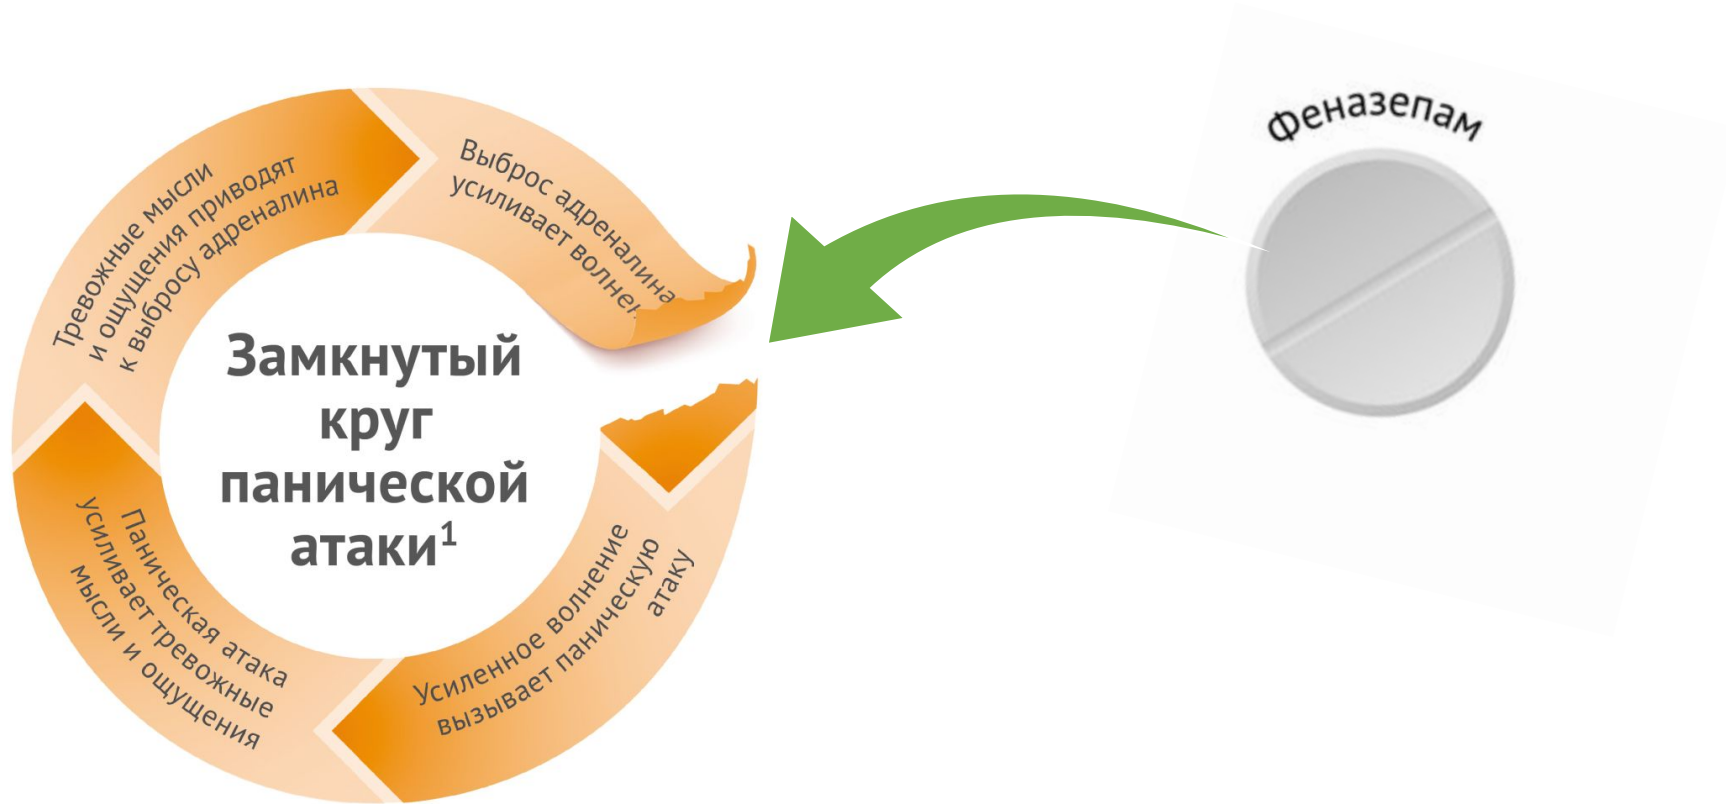 Замкнутый
круг
панической
атаки¹
Тревожные мысли
и ощущения приводят
к выбросу адреналина
Выброс адреналина
усиливает
Усиленное волнение
вызывает паническую
атаку
Паническая атака
усиливает тревожные
мысли и ощущения
Феназепам